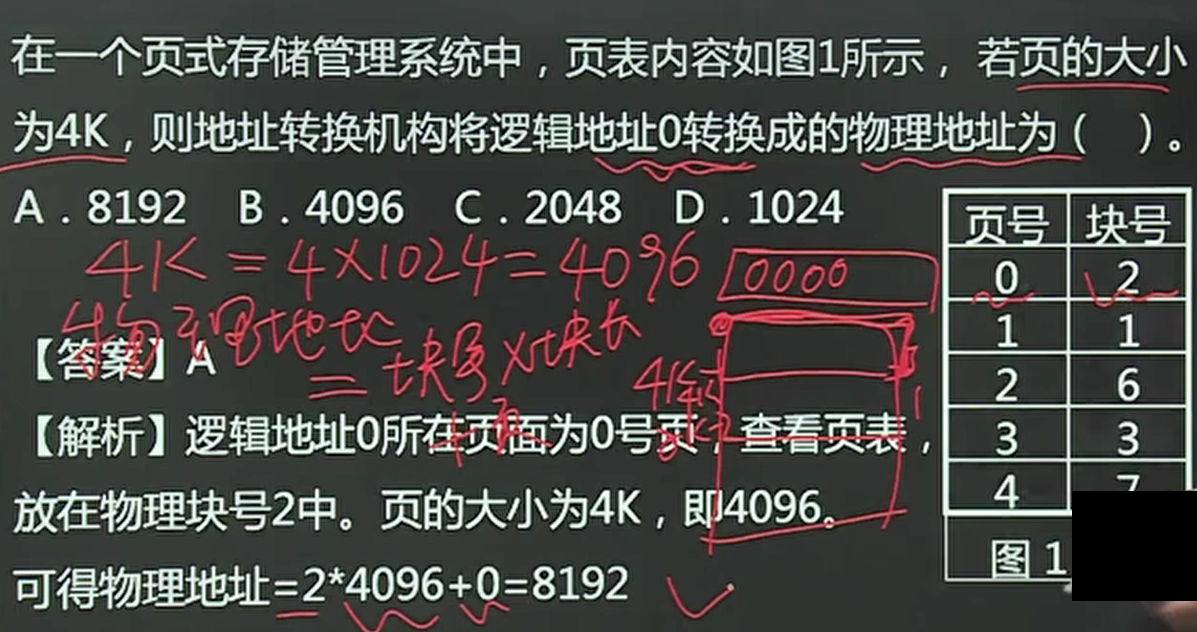 在一个页式存储管理系统中，页表内容如图1所示， 若页的大小
为4K，则地址转换机构将逻辑地址0转换成的物理地址为（ ）。
A．8192 B．4096 C．2048 D．1024
页号 块号
0 2
1 1
2 6
3 3
4 7
图1
4K=4×1024=4096
0000
物理地址
=块号×块长
4K
【答案】A
【解析】逻辑地址0所在页面为0号页，查看页表，
放在物理块号2中。页的大小为4K，即4096。
可得物理地址=2*4096+0=8192